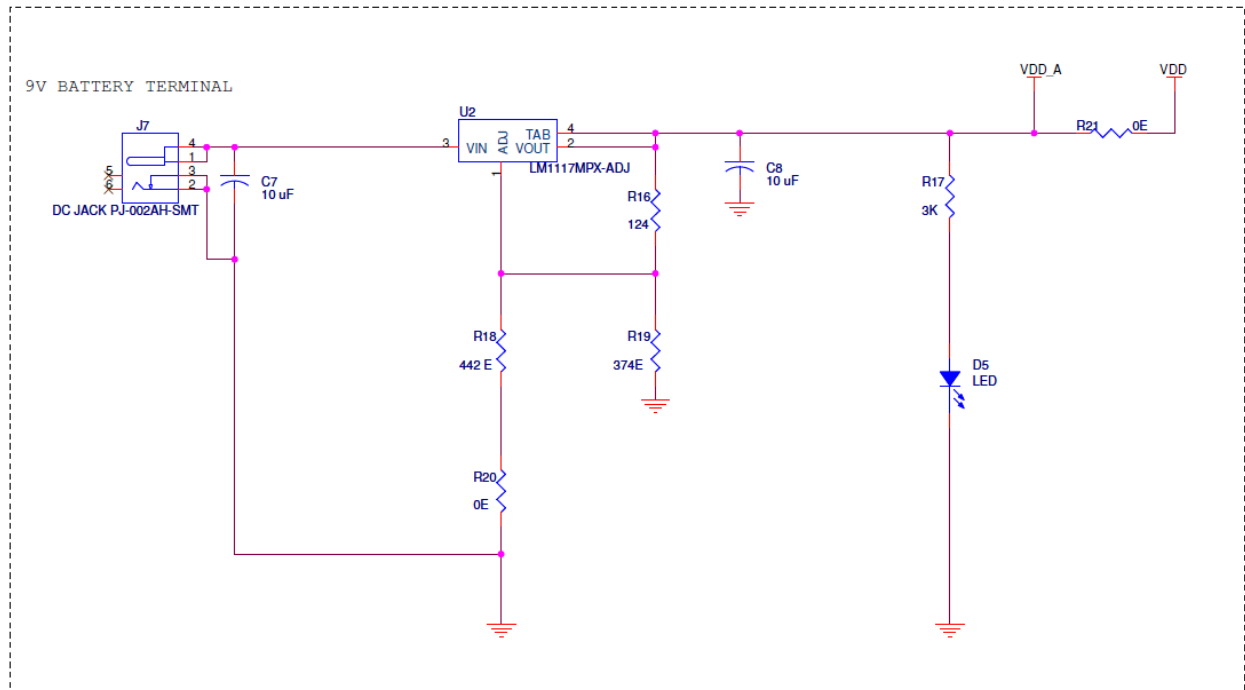 VDD_A
VDD
9V BATTERY TERMINAL
J7
4
1
3
2
5
6
DC JACK PJ-002AH-SMT
C7
10 uF
U2
3
VIN
ADJ
TAB
VOUT
4
2
1
LM1117MPX-ADJ
C8
10 uF
R21
0E
R16
124
R17
3K
R18
442 E
R19
374E
D5
LED
R20
0E